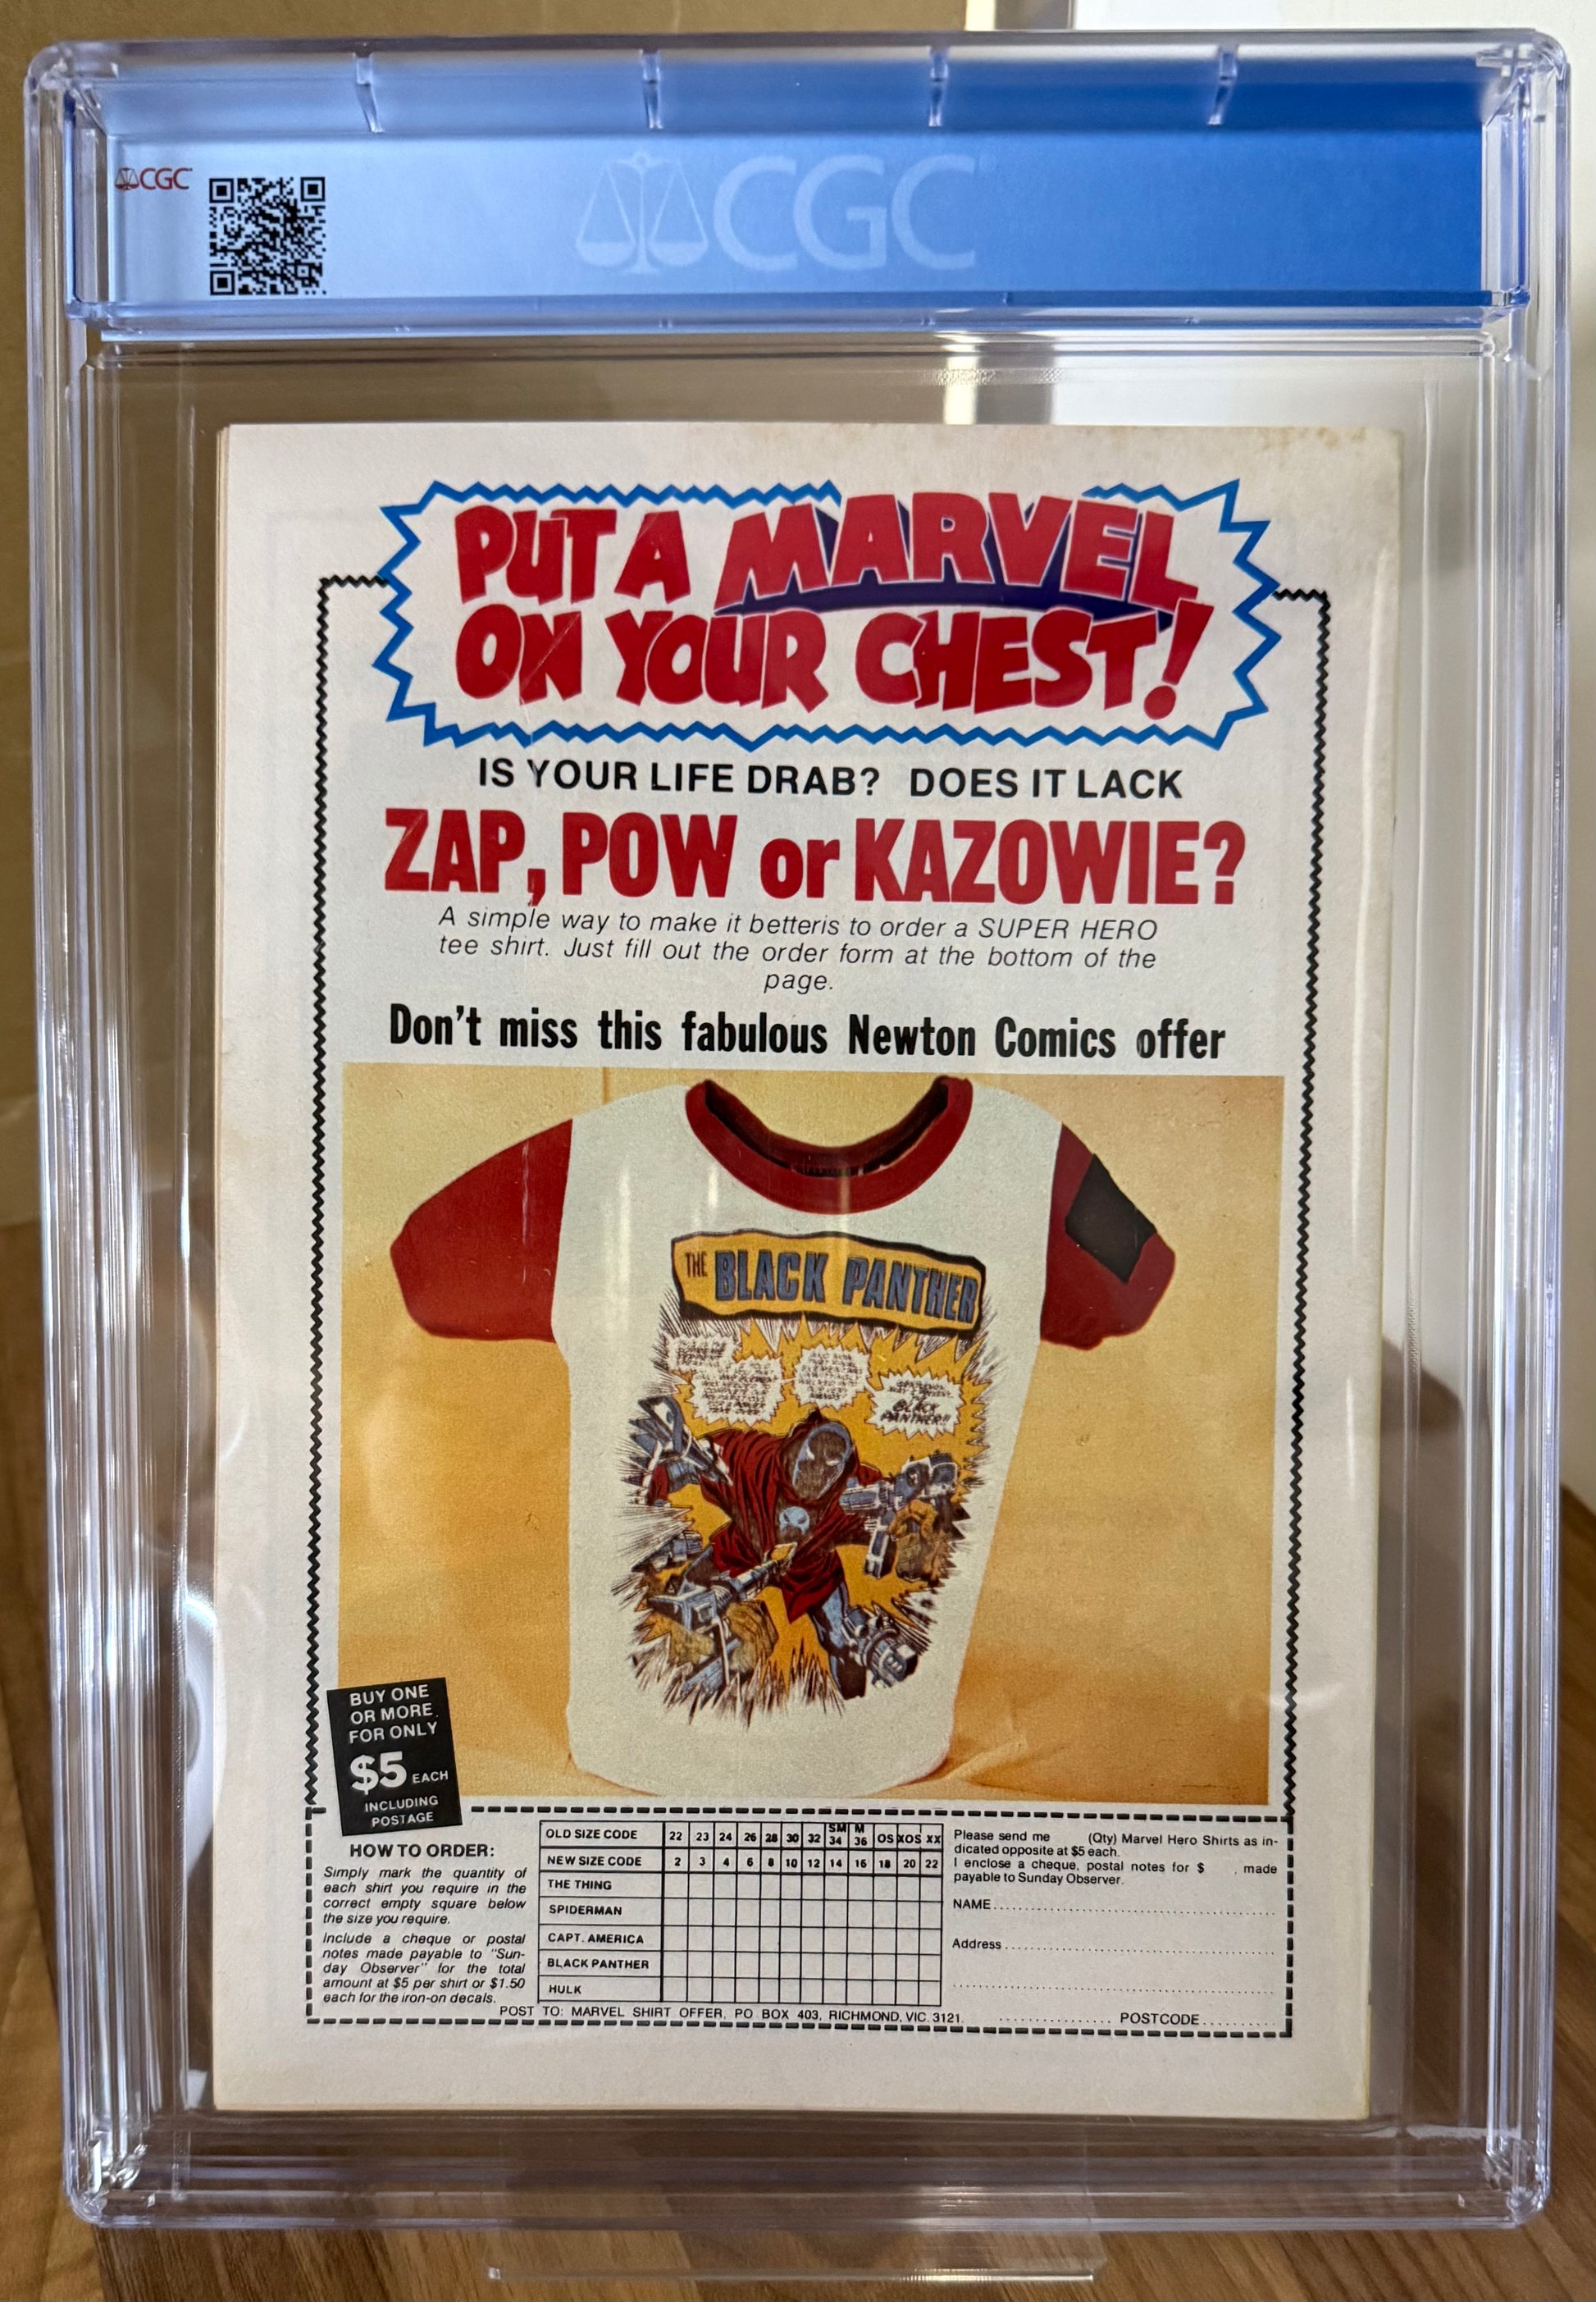 CGC
CGC
PUT A MARVEL
ON YOUR CHEST!
IS YOUR LIFE DRAB? DOES IT LACK
ZAP, POW or KAZOWIE?
A simple way to make it betteris to order a SUPER HERO
tee shirt. Just fill out the order form at the bottom of the
page.
Don't miss this fabulous Newton Comics offer
THE BLACK PANTHER
BLACK
PANTHER!!
BUY ONE
OR MORE
FOR ONLY
$5 EACH
INCLUDING
POSTAGE
HOW TO ORDER:
Simply mark the quantity of
each shirt you require in the
correct empty square below
the size you require.
Include a cheque or postal
notes made payable to "Sun-
day Observer" for the total
amount at $5 per shirt or $1.50
each for the iron-on decals.
OLD SIZE CODE 22 23 24 26 28 30 32 SM 34 M 36 OS XOS XX
NEW SIZE CODE 2 3 4 6 8 10 12 14 16 18 20 22
THE THING
SPIDERMAN
CAPT. AMERICA
BLACK PANTHER
HULK
Please send me (Qty) Marvel Hero Shirts as in-
dicated opposite at $5 each.
I enclose a cheque, postal notes for $ , made
payable to Sunday Observer.
NAME
Address
POST TO: MARVEL SHIRT OFFER, PO BOX 403, RICHMOND, VIC. 3121.
POSTCODE